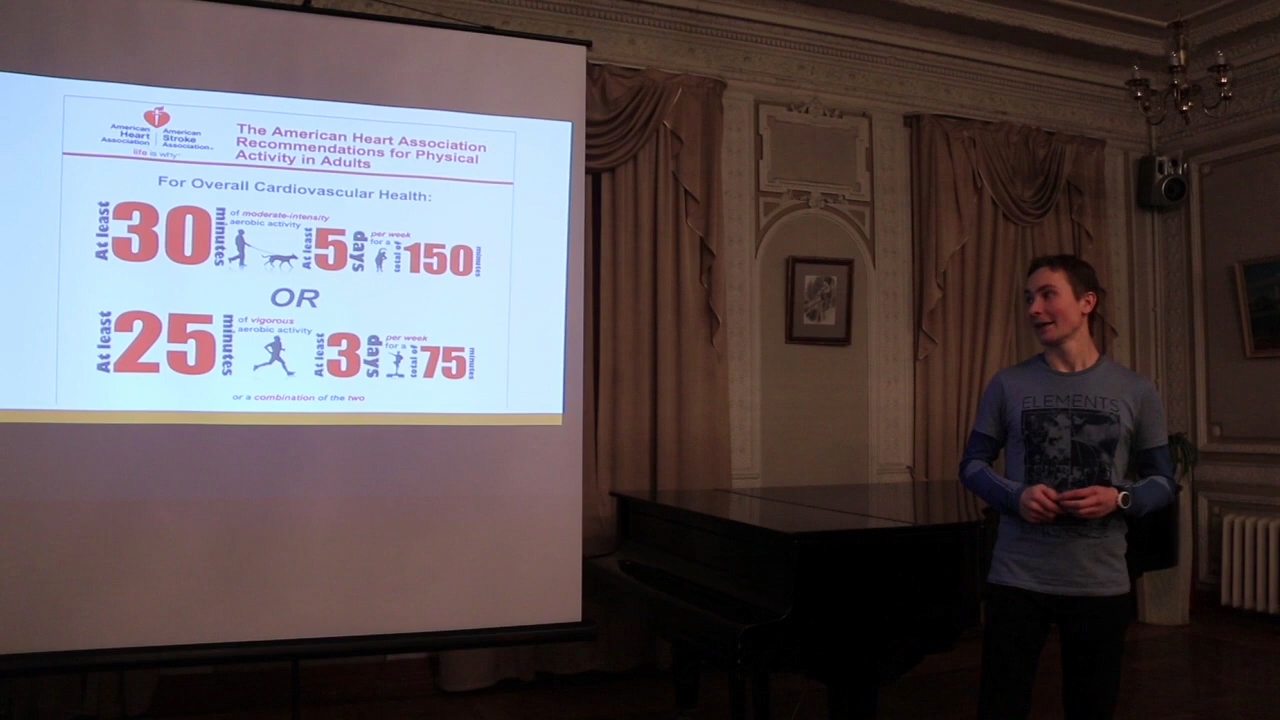 American Heart Association
American Stroke Association®
life is why™
The American Heart Association
Recommendations for Physical
Activity in Adults
For Overall Cardiovascular Health:
At least 30 minutes of moderate-intensity aerobic activity At least 5 days per week for a total of 150 minutes
OR
At least 25 minutes of vigorous aerobic activity At least 3 days per week for a total of 75 minutes
or a combination of the two
ELEMENTS